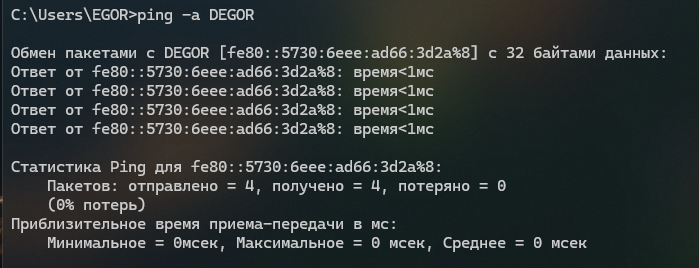 C:\Users\EGOR>ping -a DEGOR
Обмен пакетами с DEGOR [fe80::5730:6eee:ad66:3d2a%8] с 32 байтами данных:
Ответ от fe80::5730:6eee:ad66:3d2a%8: время<1мс
Ответ от fe80::5730:6eee:ad66:3d2a%8: время<1мс
Ответ от fe80::5730:6eee:ad66:3d2a%8: время<1мс
Ответ от fe80::5730:6eee:ad66:3d2a%8: время<1мс
Статистика Ping для fe80::5730:6eee:ad66:3d2a%8:
Пакетов: отправлено = 4, получено = 4, потеряно = 0
(0% потерь)
Приблизительное время приема-передачи в мс:
Минимальное = 0мсек, Максимальное = 0 мсек, Среднее = 0 мсек